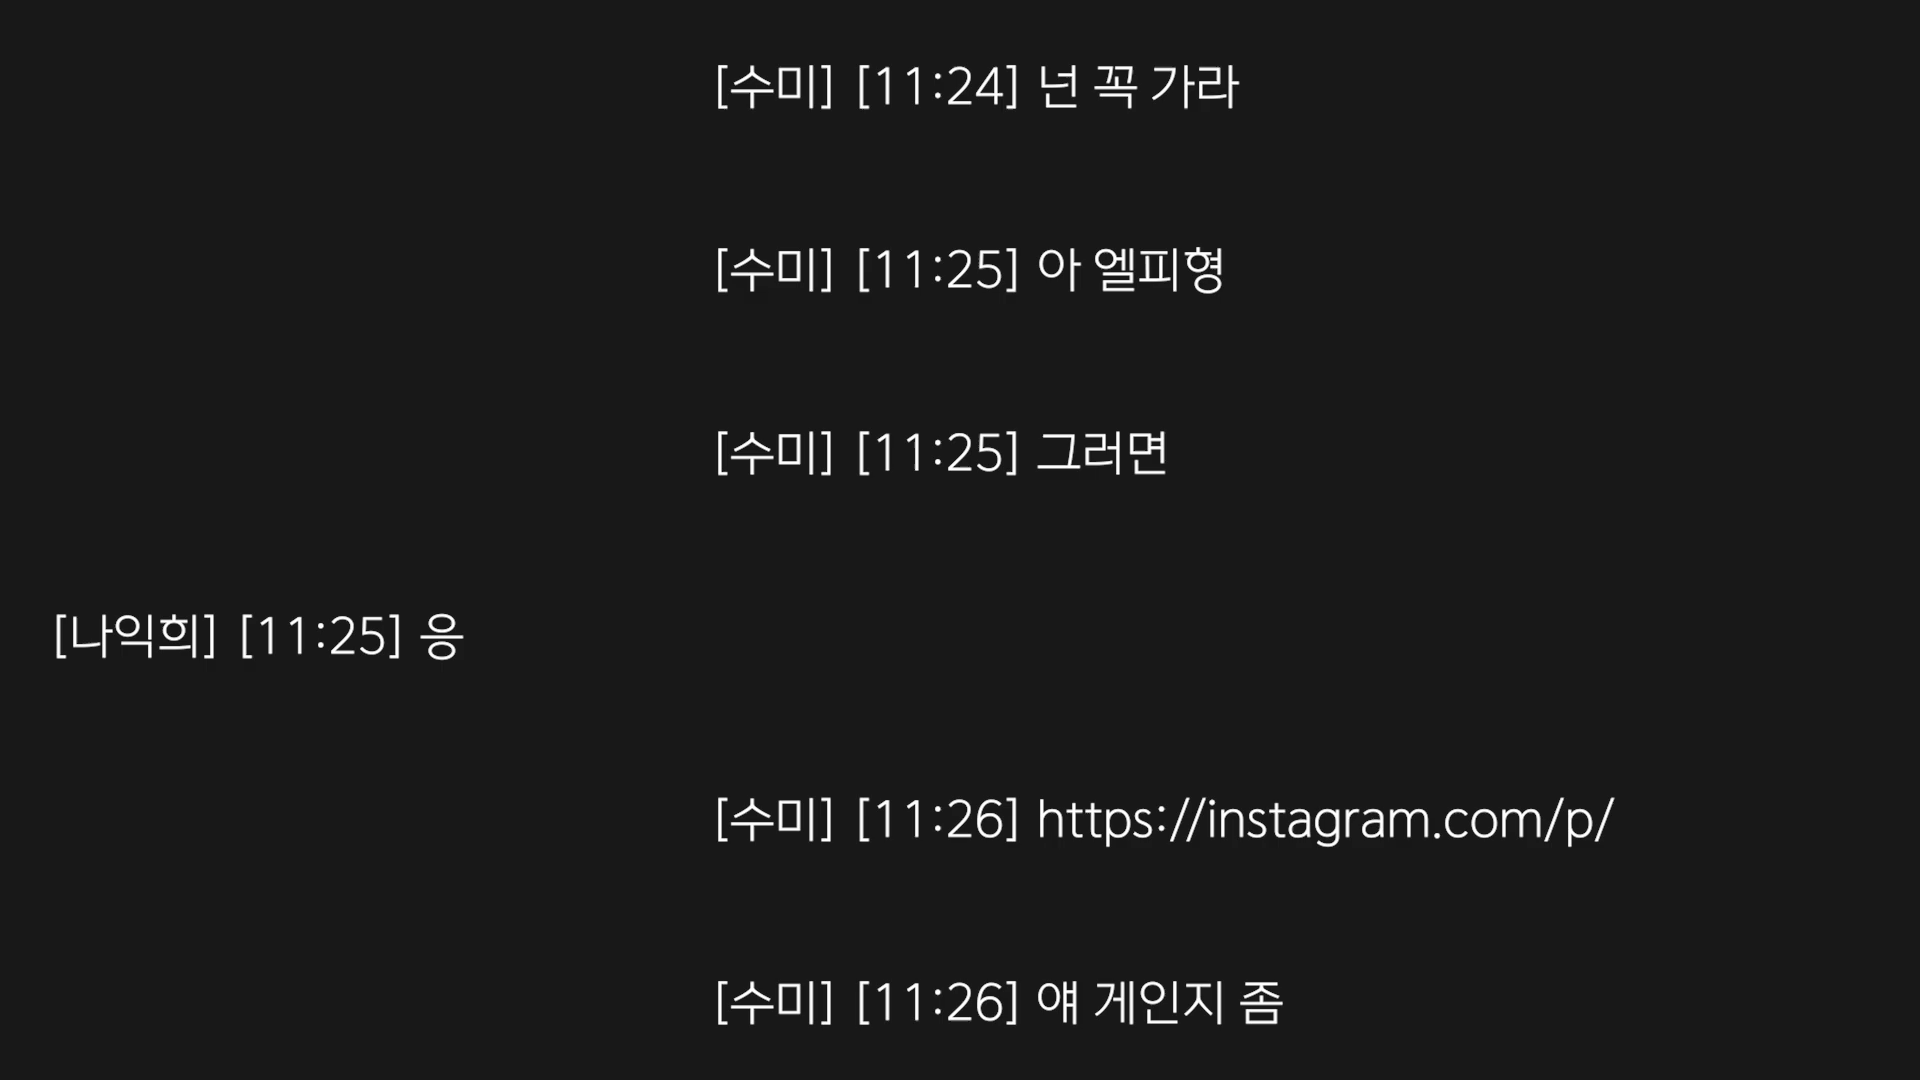 [수미] [11:24] 넌 꼭 가라
[수미] [11:25] 아 엘피형
[수미] [11:25] 그러면
[나익희] [11:25] 응
[수미] [11:26] https://instagram.com/p/
[수미] [11:26] 얘 게인지 좀